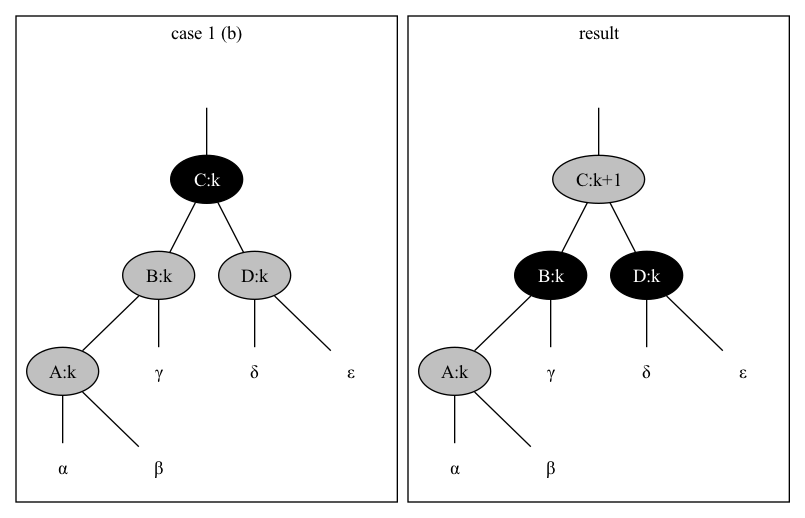 case 1 (b)
C:k
B:k D:k
A:k γ δ ε
α β
result
C:k+1
B:k D:k
A:k γ δ ε
α β